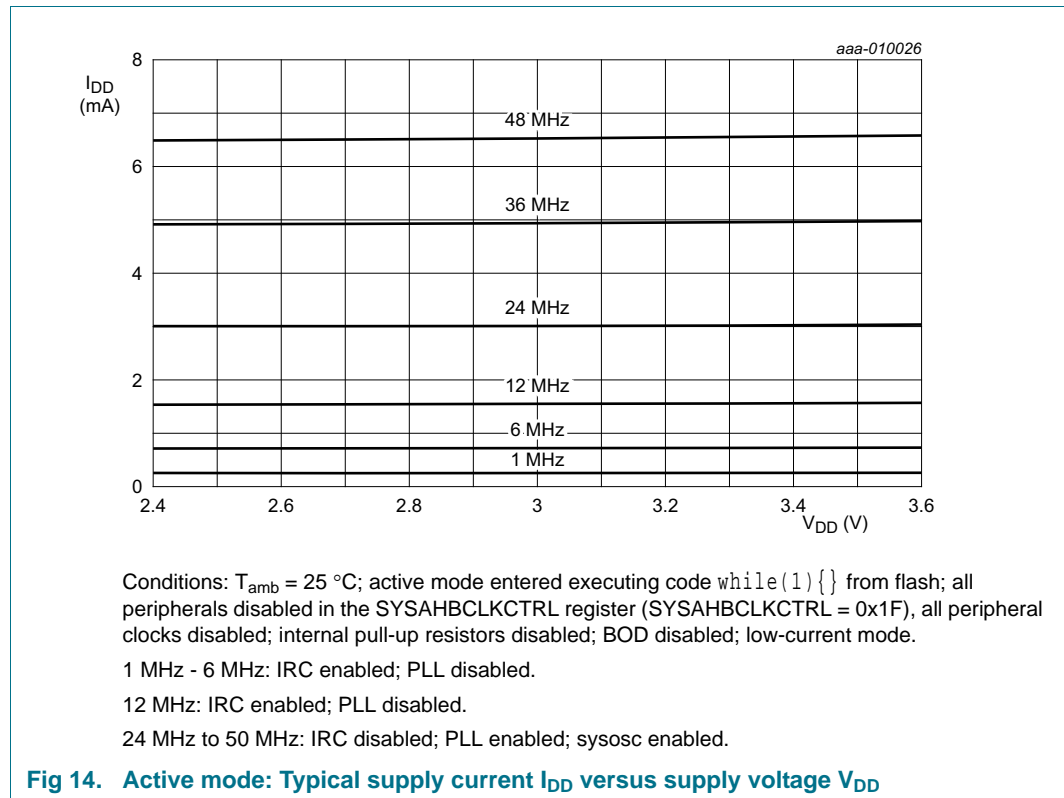 aaa-010026
8
I_DD
(mA)
48 MHz
6
36 MHz
4
24 MHz
2
12 MHz
6 MHz
1 MHz
0
2.4 2.6 2.8 3 3.2 3.4 3.6
V_DD (V)
Conditions: T_amb = 25 °C; active mode entered executing code while(1){} from flash; all
peripherals disabled in the SYSAHBCLKCTRL register (SYSAHBCLKCTRL = 0x1F), all peripheral
clocks disabled; internal pull-up resistors disabled; BOD disabled; low-current mode.
1 MHz - 6 MHz: IRC enabled; PLL disabled.
12 MHz: IRC enabled; PLL disabled.
24 MHz to 50 MHz: IRC disabled; PLL enabled; sysosc enabled.
Fig 14. Active mode: Typical supply current I_DD versus supply voltage V_DD